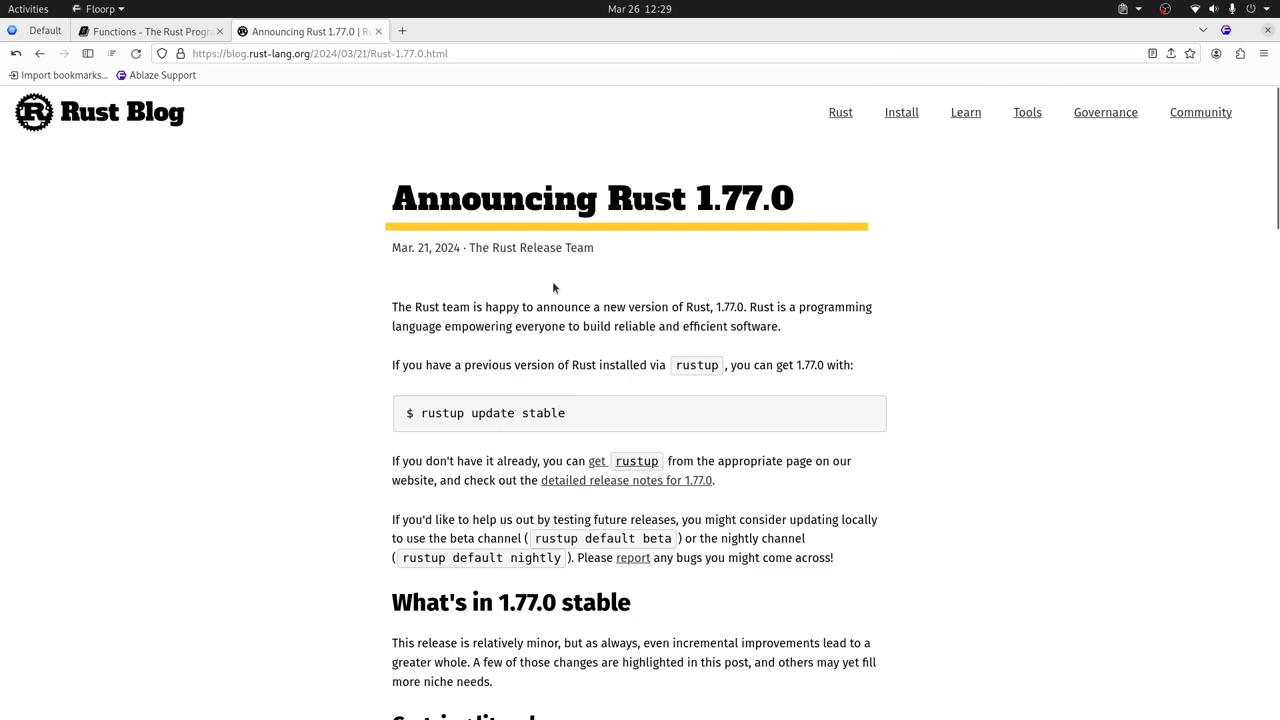 Activities Floorp Mar 26 12:29
Default Functions - The Rust Progra Announcing Rust 1.77.0 | Ru
https://blog.rust-lang.org/2024/03/21/Rust-1.77.0.html
Import bookmarks... Ablaze Support
Rust Blog Rust Install Learn Tools Governance Community
Announcing Rust 1.77.0
Mar. 21, 2024 · The Rust Release Team
The Rust team is happy to announce a new version of Rust, 1.77.0. Rust is a programming
language empowering everyone to build reliable and efficient software.
If you have a previous version of Rust installed via rustup, you can get 1.77.0 with:
$ rustup update stable
If you don't have it already, you can get rustup from the appropriate page on our
website, and check out the detailed release notes for 1.77.0.
If you'd like to help us out by testing future releases, you might consider updating locally
to use the beta channel (rustup default beta) or the nightly channel
(rustup default nightly). Please report any bugs you might come across!
What's in 1.77.0 stable
This release is relatively minor, but as always, even incremental improvements lead to a
greater whole. A few of those changes are highlighted in this post, and others may yet fill
more niche needs.